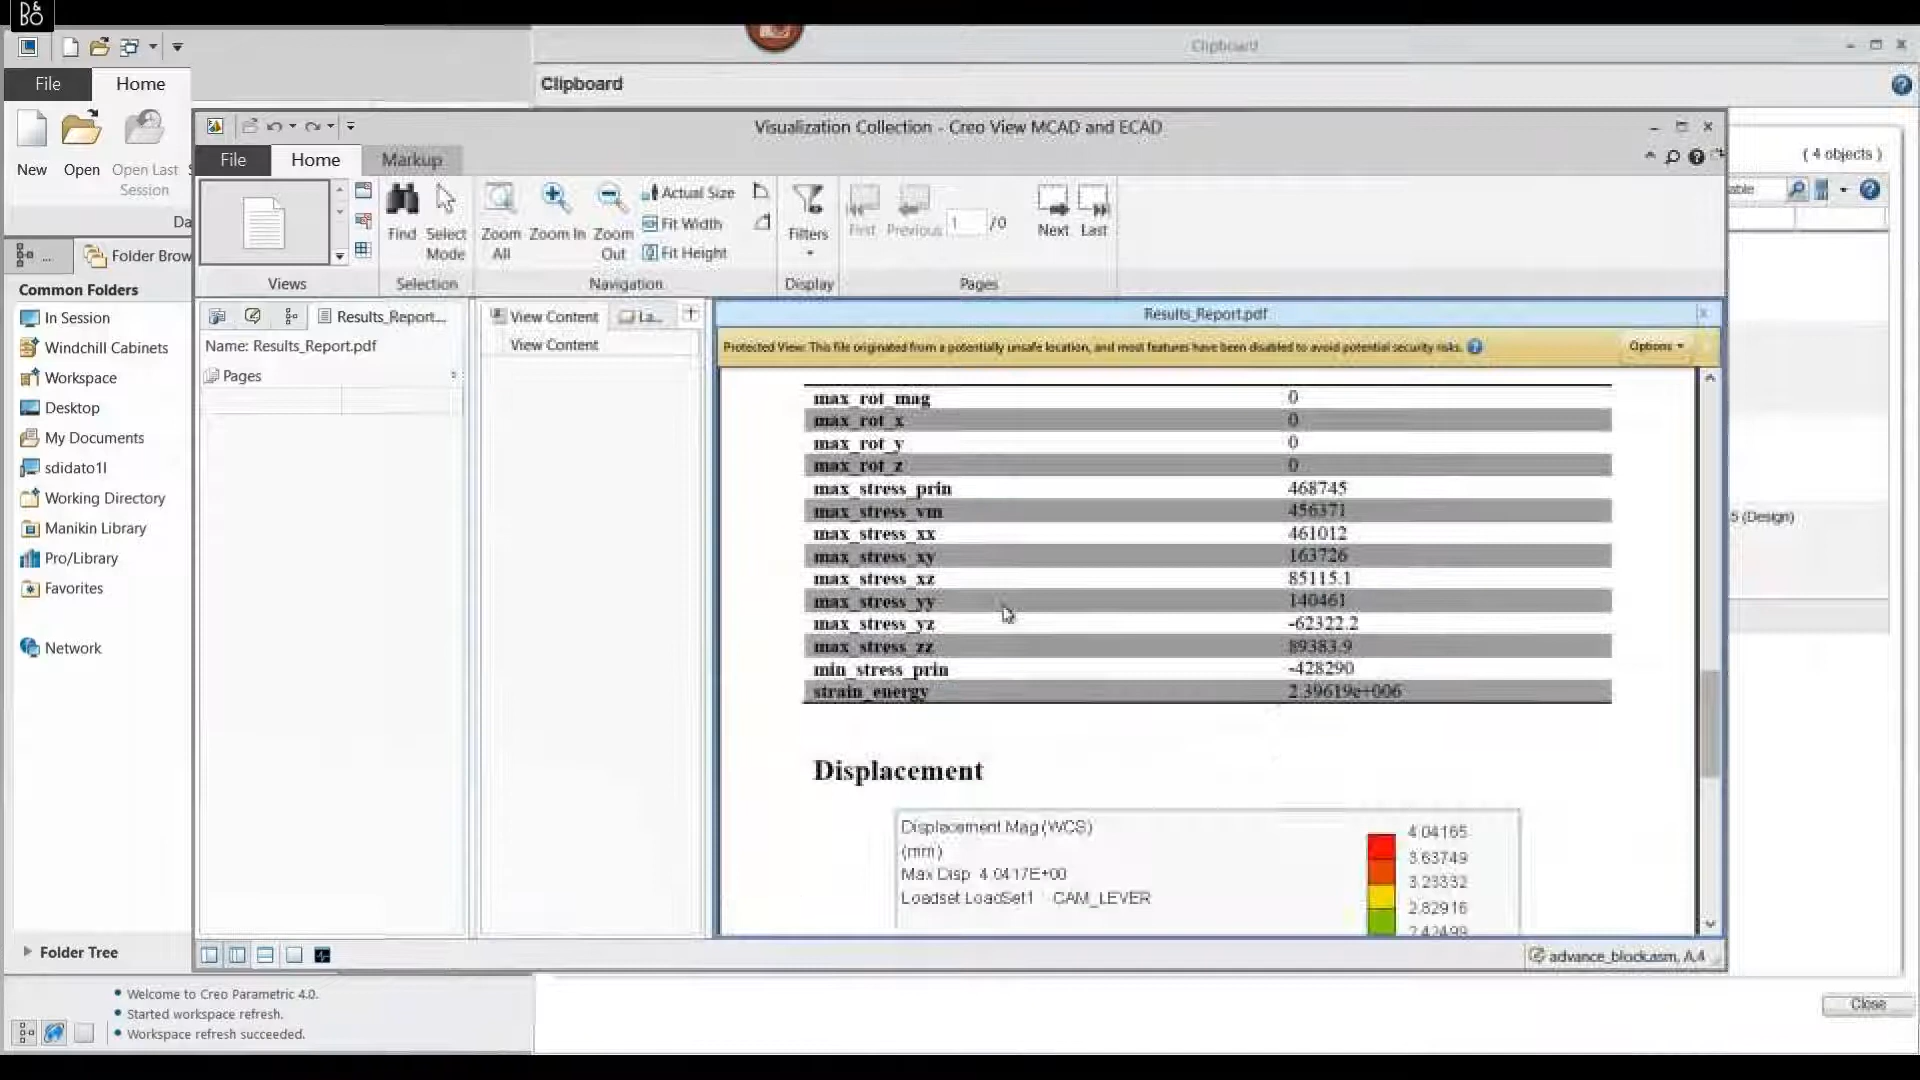 B&O
Clipboard
File
Home
Clipboard
New
Open
Open Last
Session
Da
Visualization Collection - Creo View MCAD and ECAD
File
Home
Markup
( 4 objects )
able
Find
Select
Mode
Zoom
All
Zoom In
Zoom
Out
Actual Size
Fit Width
Fit Height
Filters
First
Previous
1
/0
Next
Last
Views
Selection
Navigation
Display
Pages
...
Folder Brow
Common Folders
In Session
Windchill Cabinets
Workspace
Desktop
My Documents
sdidato1l
Working Directory
Manikin Library
Pro/Library
Favorites
Network
Folder Tree
Results_Report...
Name: Results_Report.pdf
Pages
View Content
La...
View Content
Results_Report.pdf
Protected View: This file originated from a potentially unsafe location, and most features have been disabled to avoid potential security risks.
Options
max_rot_mag 0
max_rot_x 0
max_rot_y 0
max_rot_z 0
max_stress_prin 468745
max_stress_vm 456371
max_stress_xx 461012
max_stress_xy 163726
max_stress_xz 85115.1
max_stress_yy 140461
max_stress_yz -62322.2
max_stress_zz 89383.9
min_stress_prin -428290
strain_energy 2.39619e+006
Displacement
Displacement Mag (WCS)
(mm)
Max Disp 4.0417E+00
Loadset LoadSet1 CAM_LEVER
4.04165
3.63749
3.23332
2.82916
2.42499
5 (Design)
advance_block.asm, A.4
Welcome to Creo Parametric 4.0.
Started workspace refresh.
Workspace refresh succeeded.
Close